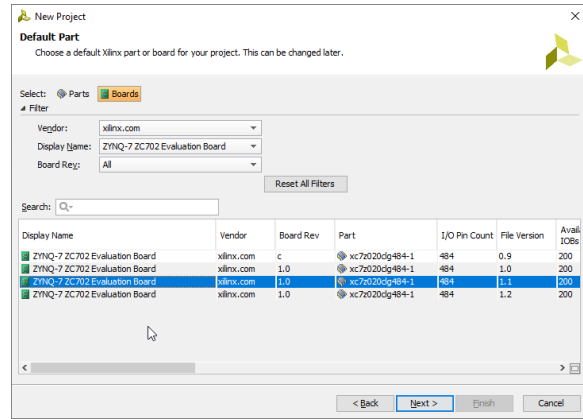 New Project
Default Part
Choose a default Xilinx part or board for your project. This can be changed later.
Select: Parts Boards
Filter
Vendor: xilinx.com
Display Name: ZYNQ-7 ZC702 Evaluation Board
Board Rev: All
Reset All Filters
Search:
Display Name Vendor Board Rev Part I/O Pin Count File Version Avail
IOBs
ZYNQ-7 ZC702 Evaluation Board xilinx.com c xc7z020clg484-1 484 0.9 200
ZYNQ-7 ZC702 Evaluation Board xilinx.com 1.0 xc7z020clg484-1 484 1.0 200
ZYNQ-7 ZC702 Evaluation Board xilinx.com 1.0 xc7z020clg484-1 484 1.1 200
ZYNQ-7 ZC702 Evaluation Board xilinx.com 1.0 xc7z020clg484-1 484 1.2 200
< Back Next > Finish Cancel